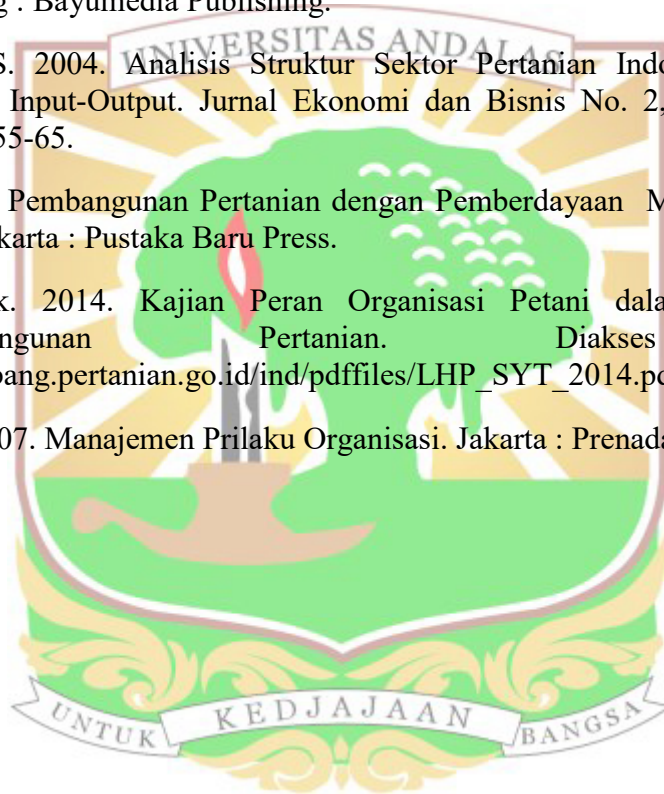 g : Bayumedia Publishing.
UNIVERSITAS ANDALAS
S. 2004. Analisis Struktur Sektor Pertanian Indo
Input-Output. Jurnal Ekonomi dan Bisnis No. 2,
55-65.
Pembangunan Pertanian dengan Pemberdayaan M
karta : Pustaka Baru Press.
k. 2014. Kajian Peran Organisasi Petani dala
ngunan Pertanian. Diakses
bang.pertanian.go.id/ind/pdffiles/LHP_SYT_2014.pd
07. Manajemen Prilaku Organisasi. Jakarta : Prenada
UNTUK KEDJAJAAN BANGSA